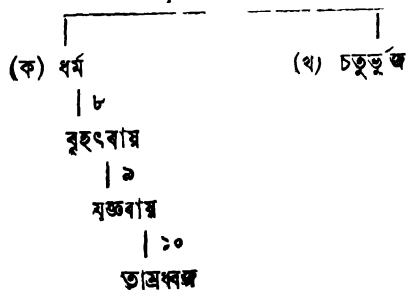 (ক) ধর্ম (খ) চতুর্ভুজ
৮
বৃহৎবায়
৯
যজ্ঞবায়
১০
তাম্রধ্বজ